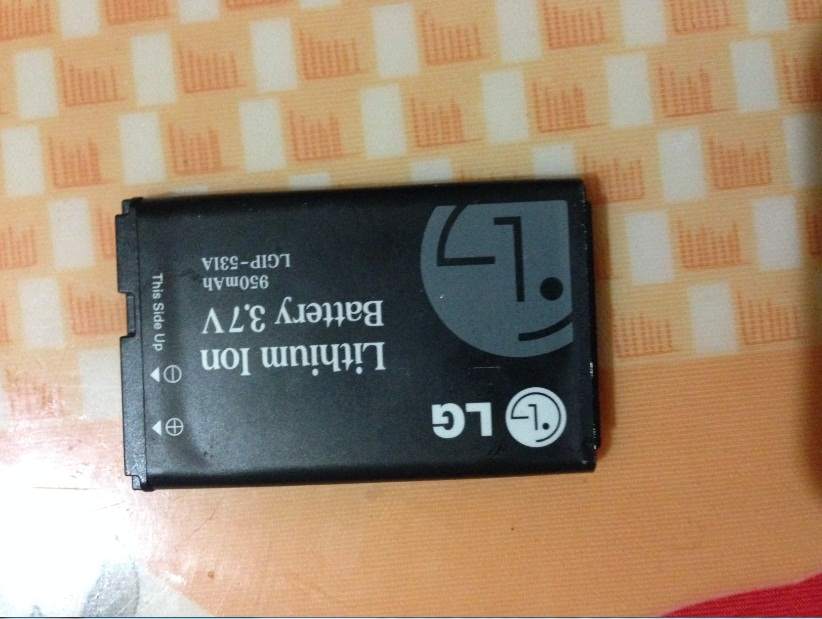 LG
Lithium Ion
Battery 3.7V
950mAh
LGIP-531A
This Side Up